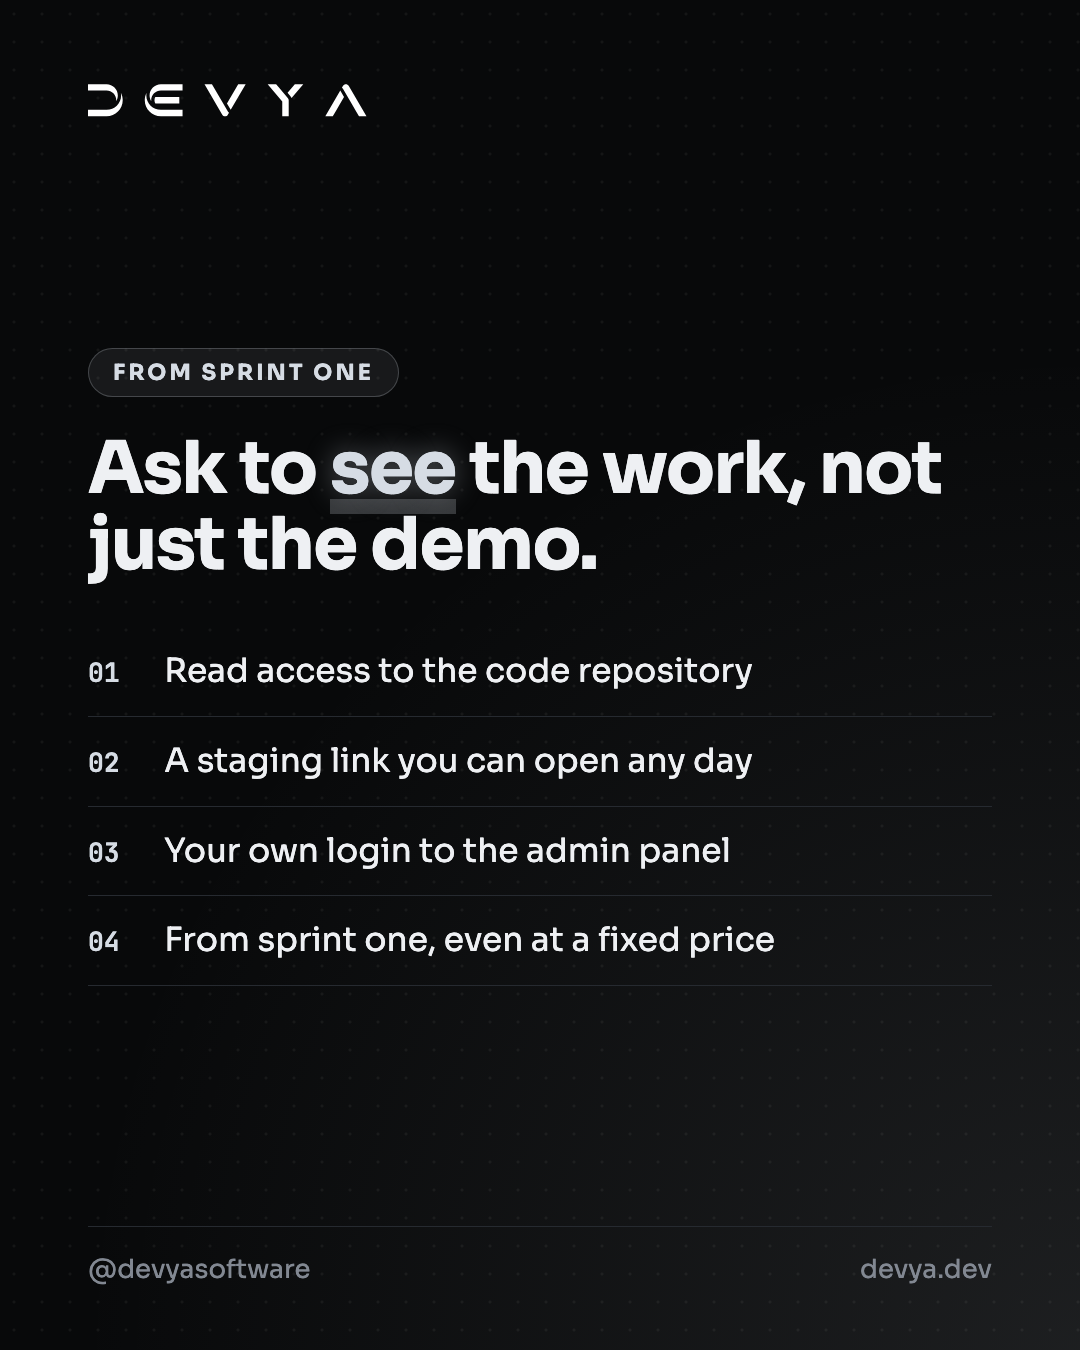 DEVYA
FROM SPRINT ONE
Ask to see the work, not
just the demo.
01 Read access to the code repository
02 A staging link you can open any day
03 Your own login to the admin panel
04 From sprint one, even at a fixed price
@devyasoftware
devya.dev